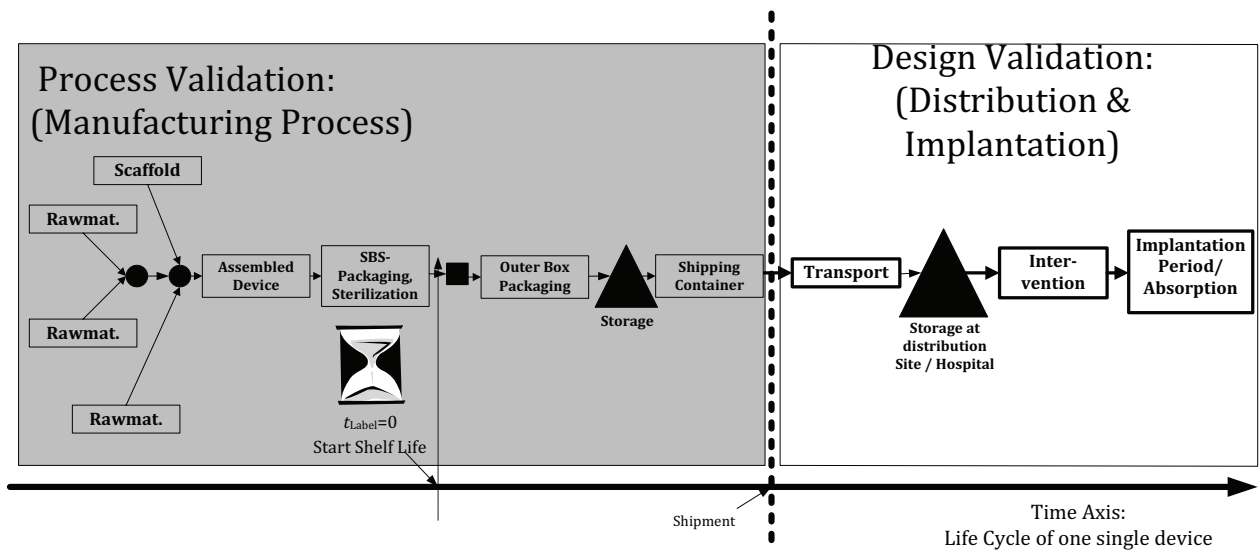 Process Validation:
(Manufacturing Process)
Design Validation:
(Distribution &
Implantation)
Scaffold
Rawmat.
Rawmat.
Rawmat.
Assembled
Device
SBS-
Packaging,
Sterilization
Outer Box
Packaging
Storage
Shipping
Container
Transport
Storage at
distribution
Site / Hospital
Inter-
vention
Implantation
Period/
Absorption
tLabel=0
Start Shelf Life
Shipment
Time Axis:
Life Cycle of one single device